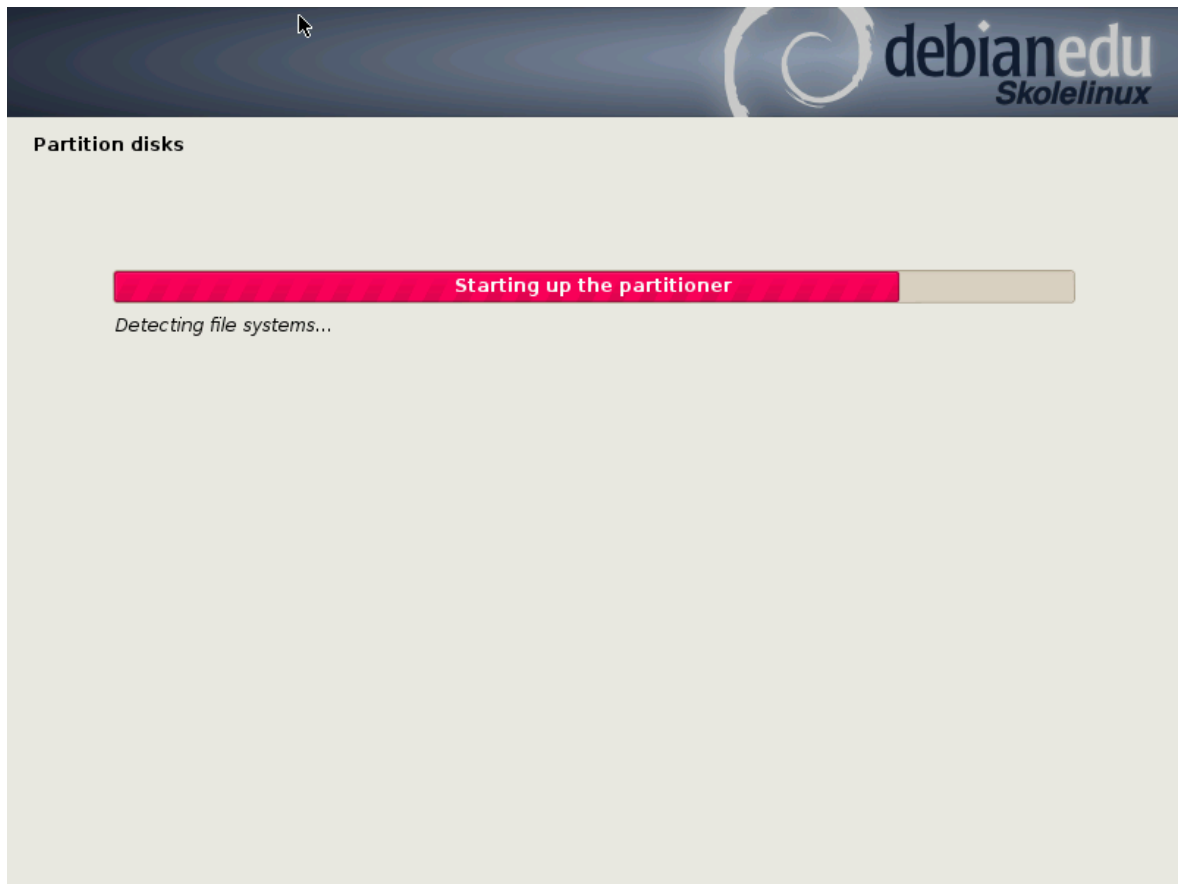 debianedu
Skolelinux
Partition disks
Starting up the partitioner
Detecting file systems...